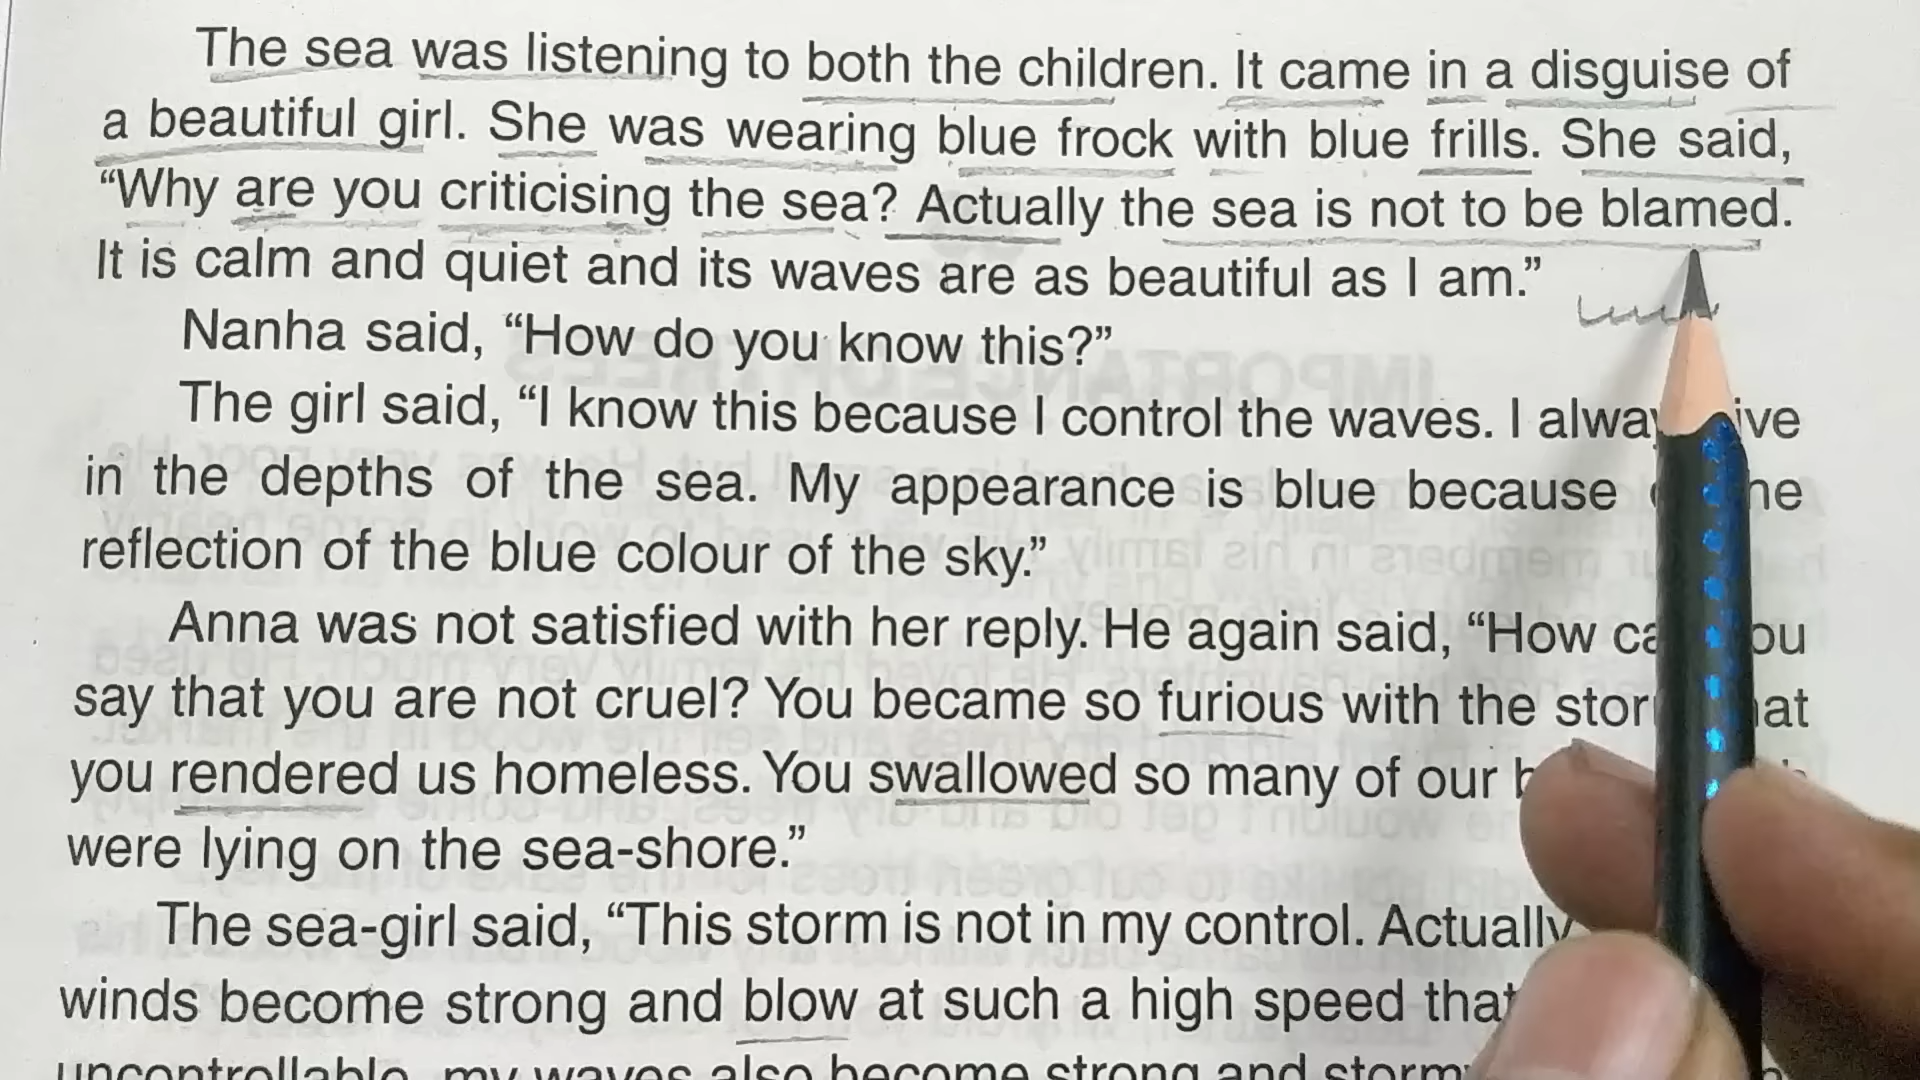 The sea was listening to both the children. It came in a disguise of
a beautiful girl. She was wearing blue frock with blue frills. She said,
“Why are you criticising the sea? Actually the sea is not to be blamed.
It is calm and quiet and its waves are as beautiful as I am.”
Nanha said, “How do you know this?”
The girl said, “I know this because I control the waves. I
in the depths of the sea. My appearance is blue because
reflection of the blue colour of the sky.”
Anna was not satisfied with her reply. He again said, “How
say that you are not cruel? You became so furious with the
you rendered us homeless. You swallowed so many of our
were lying on the sea-shore.”
The sea-girl said, “This storm is not in my control. Actually
winds become strong and blow at such a high speed that
uncontrollable, my waves also become strong and
IMPORTANCE OF TREES